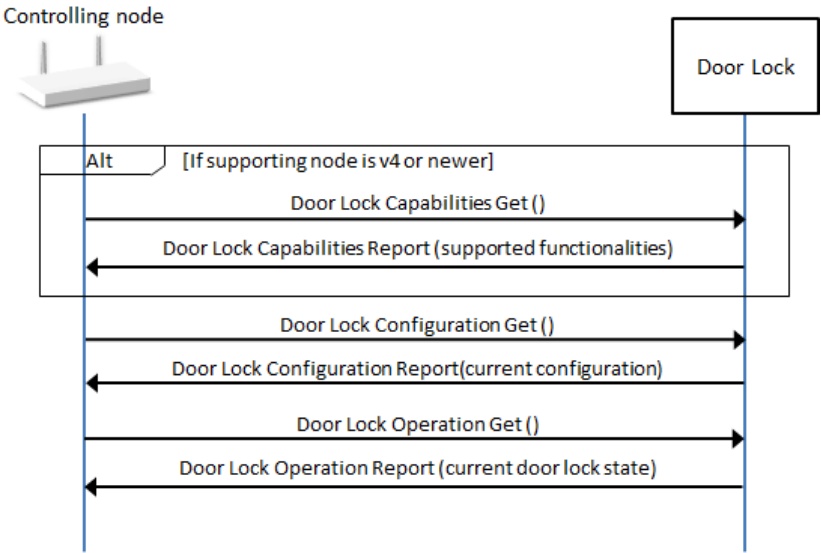 Controlling node
Door Lock
Alt [If supporting node is v4 or newer]
Door Lock Capabilities Get ()
Door Lock Capabilities Report (supported functionalities)
Door Lock Configuration Get ()
Door Lock Configuration Report(current configuration)
Door Lock Operation Get ()
Door Lock Operation Report (current door lock state)